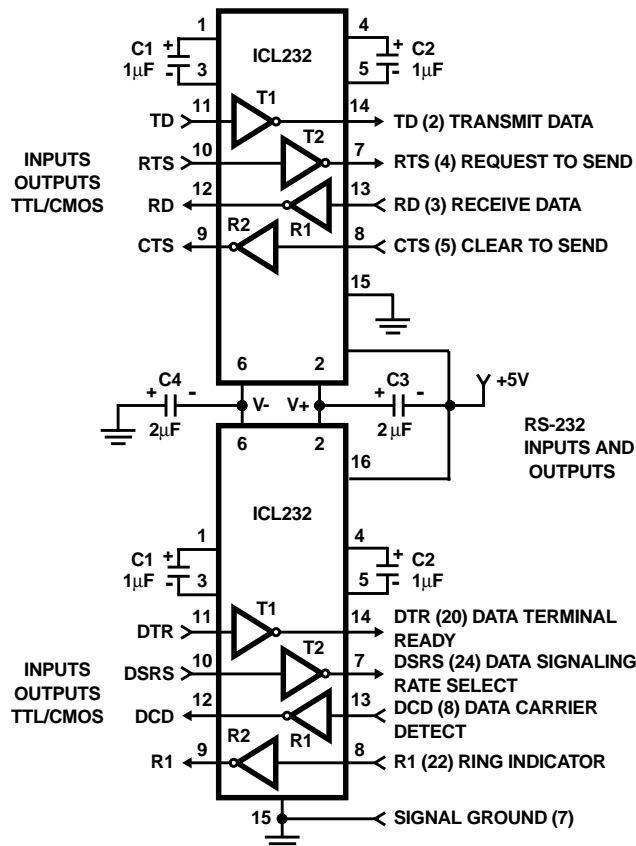 1
4
C1
+
ICL232
+
C2
1µF
-
3
5
-
1µF
11
T1
14
TD
TD (2) TRANSMIT DATA
10
T2
7
INPUTS
OUTPUTS
TTL/CMOS
RTS
RTS (4) REQUEST TO SEND
12
13
RD
RD (3) RECEIVE DATA
R2
R1
9
8
CTS
CTS (5) CLEAR TO SEND
15
6
2
C4
+
-
V-
V+
C3
+
-
+5V
2µF
2µF
RS-232
INPUTS AND
OUTPUTS
6
2
16
ICL232
1
4
C1
+
+
C2
1µF
-
3
5
-
1µF
11
T1
14
DTR
DTR (20) DATA TERMINAL
READY
10
T2
7
INPUTS
OUTPUTS
TTL/CMOS
DSRS
DSRS (24) DATA SIGNALING
RATE SELECT
12
13
DCD
DCD (8) DATA CARRIER
DETECT
R2
R1
9
8
R1
R1 (22) RING INDICATOR
15
SIGNAL GROUND (7)